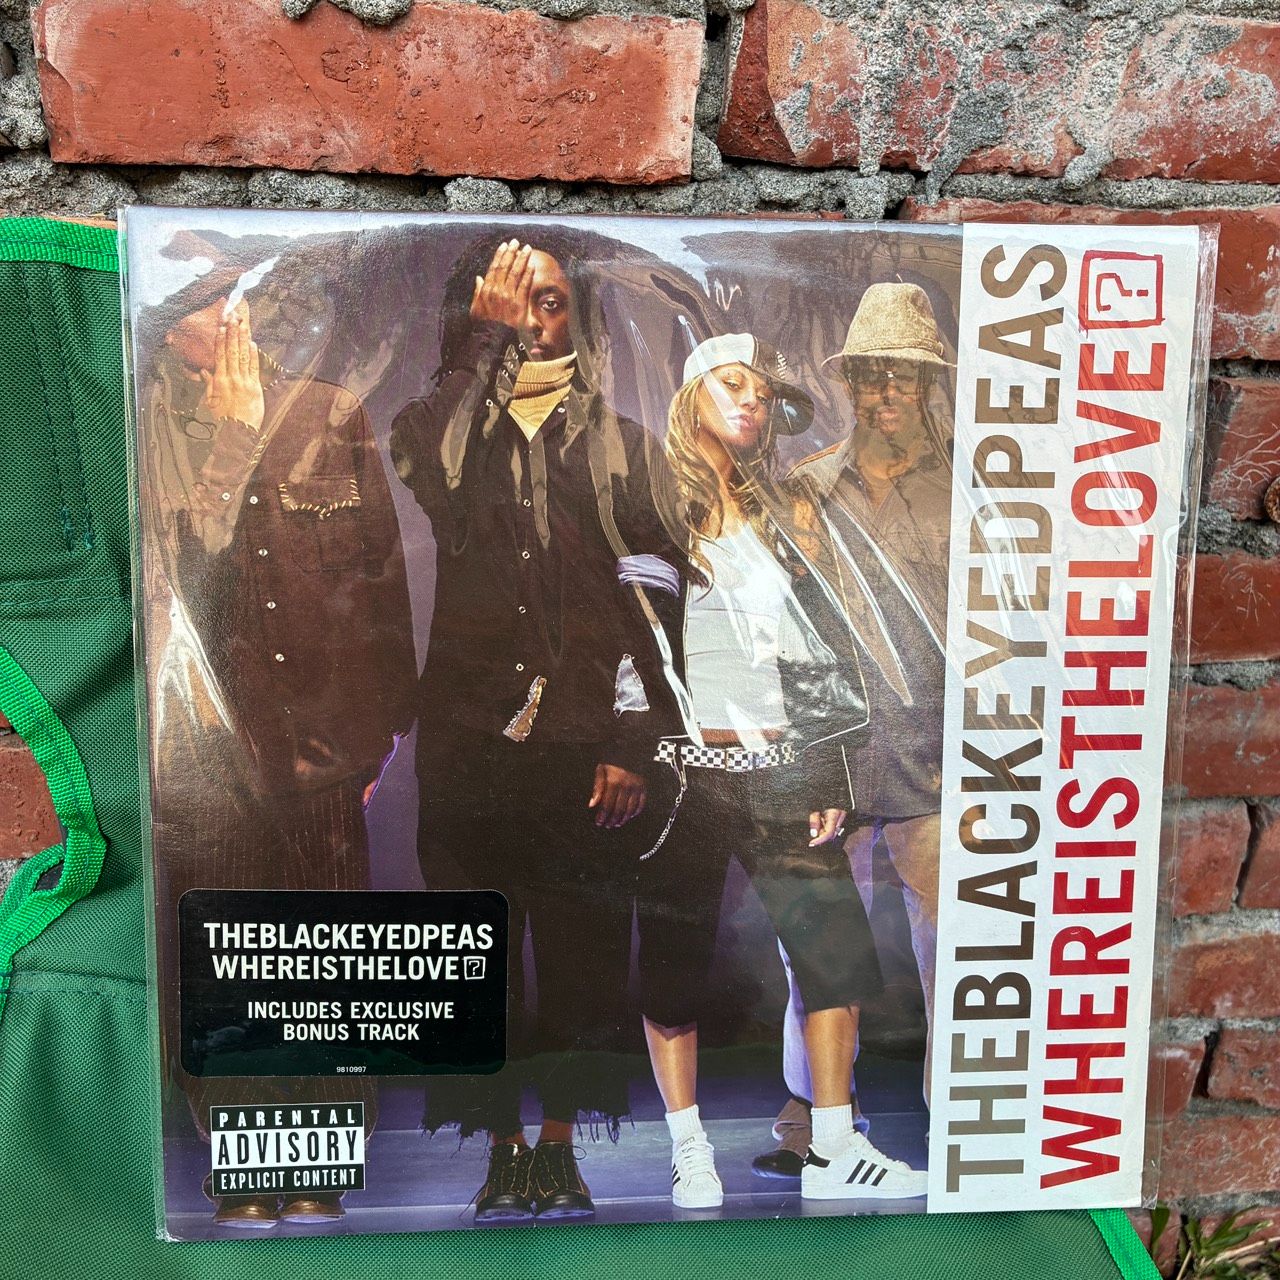 THEBLACKEYEDPEAS
WHEREISTHELOVE?
THEBLACKEYEDPEAS
WHEREISTHELOVE?
INCLUDES EXCLUSIVE
BONUS TRACK
9810997
PARENTAL
ADVISORY
EXPLICIT CONTENT